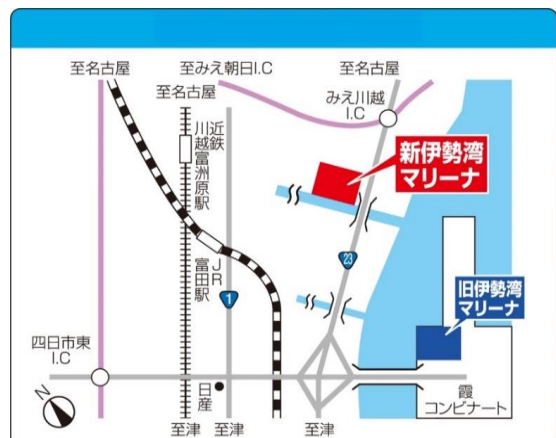 至名古屋
至みえ朝日I.C
至名古屋
至名古屋
みえ川越
I.C
近鉄
川越富洲原駅
新伊勢湾
マリーナ
JR
富田駅
23
1
旧伊勢湾
マリーナ
四日市東
I.C
N
日産
霞
コンビナート
至津
至津
至津